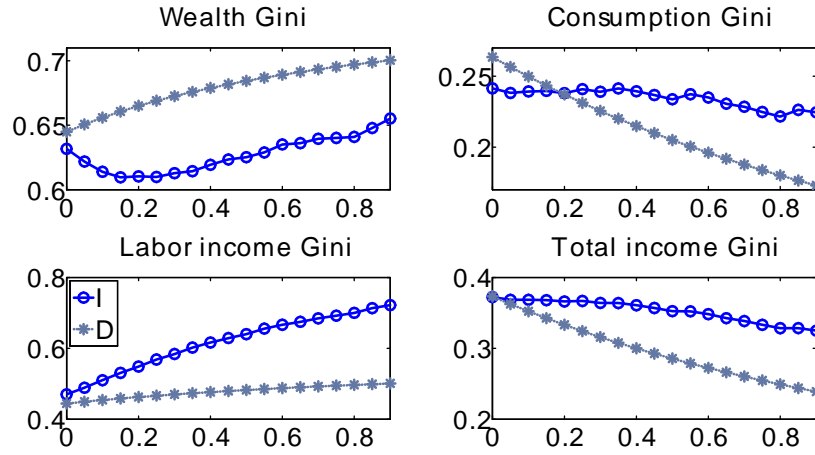 Wealth Gini
0.7
0.65
0.6
0 0.2 0.4 0.6 0.8
Consumption Gini
0.25
0.2
0 0.2 0.4 0.6 0.8
Labor income Gini
0.8
0.6
0.4
I
D
0 0.2 0.4 0.6 0.8
Total income Gini
0.4
0.3
0.2
0 0.2 0.4 0.6 0.8